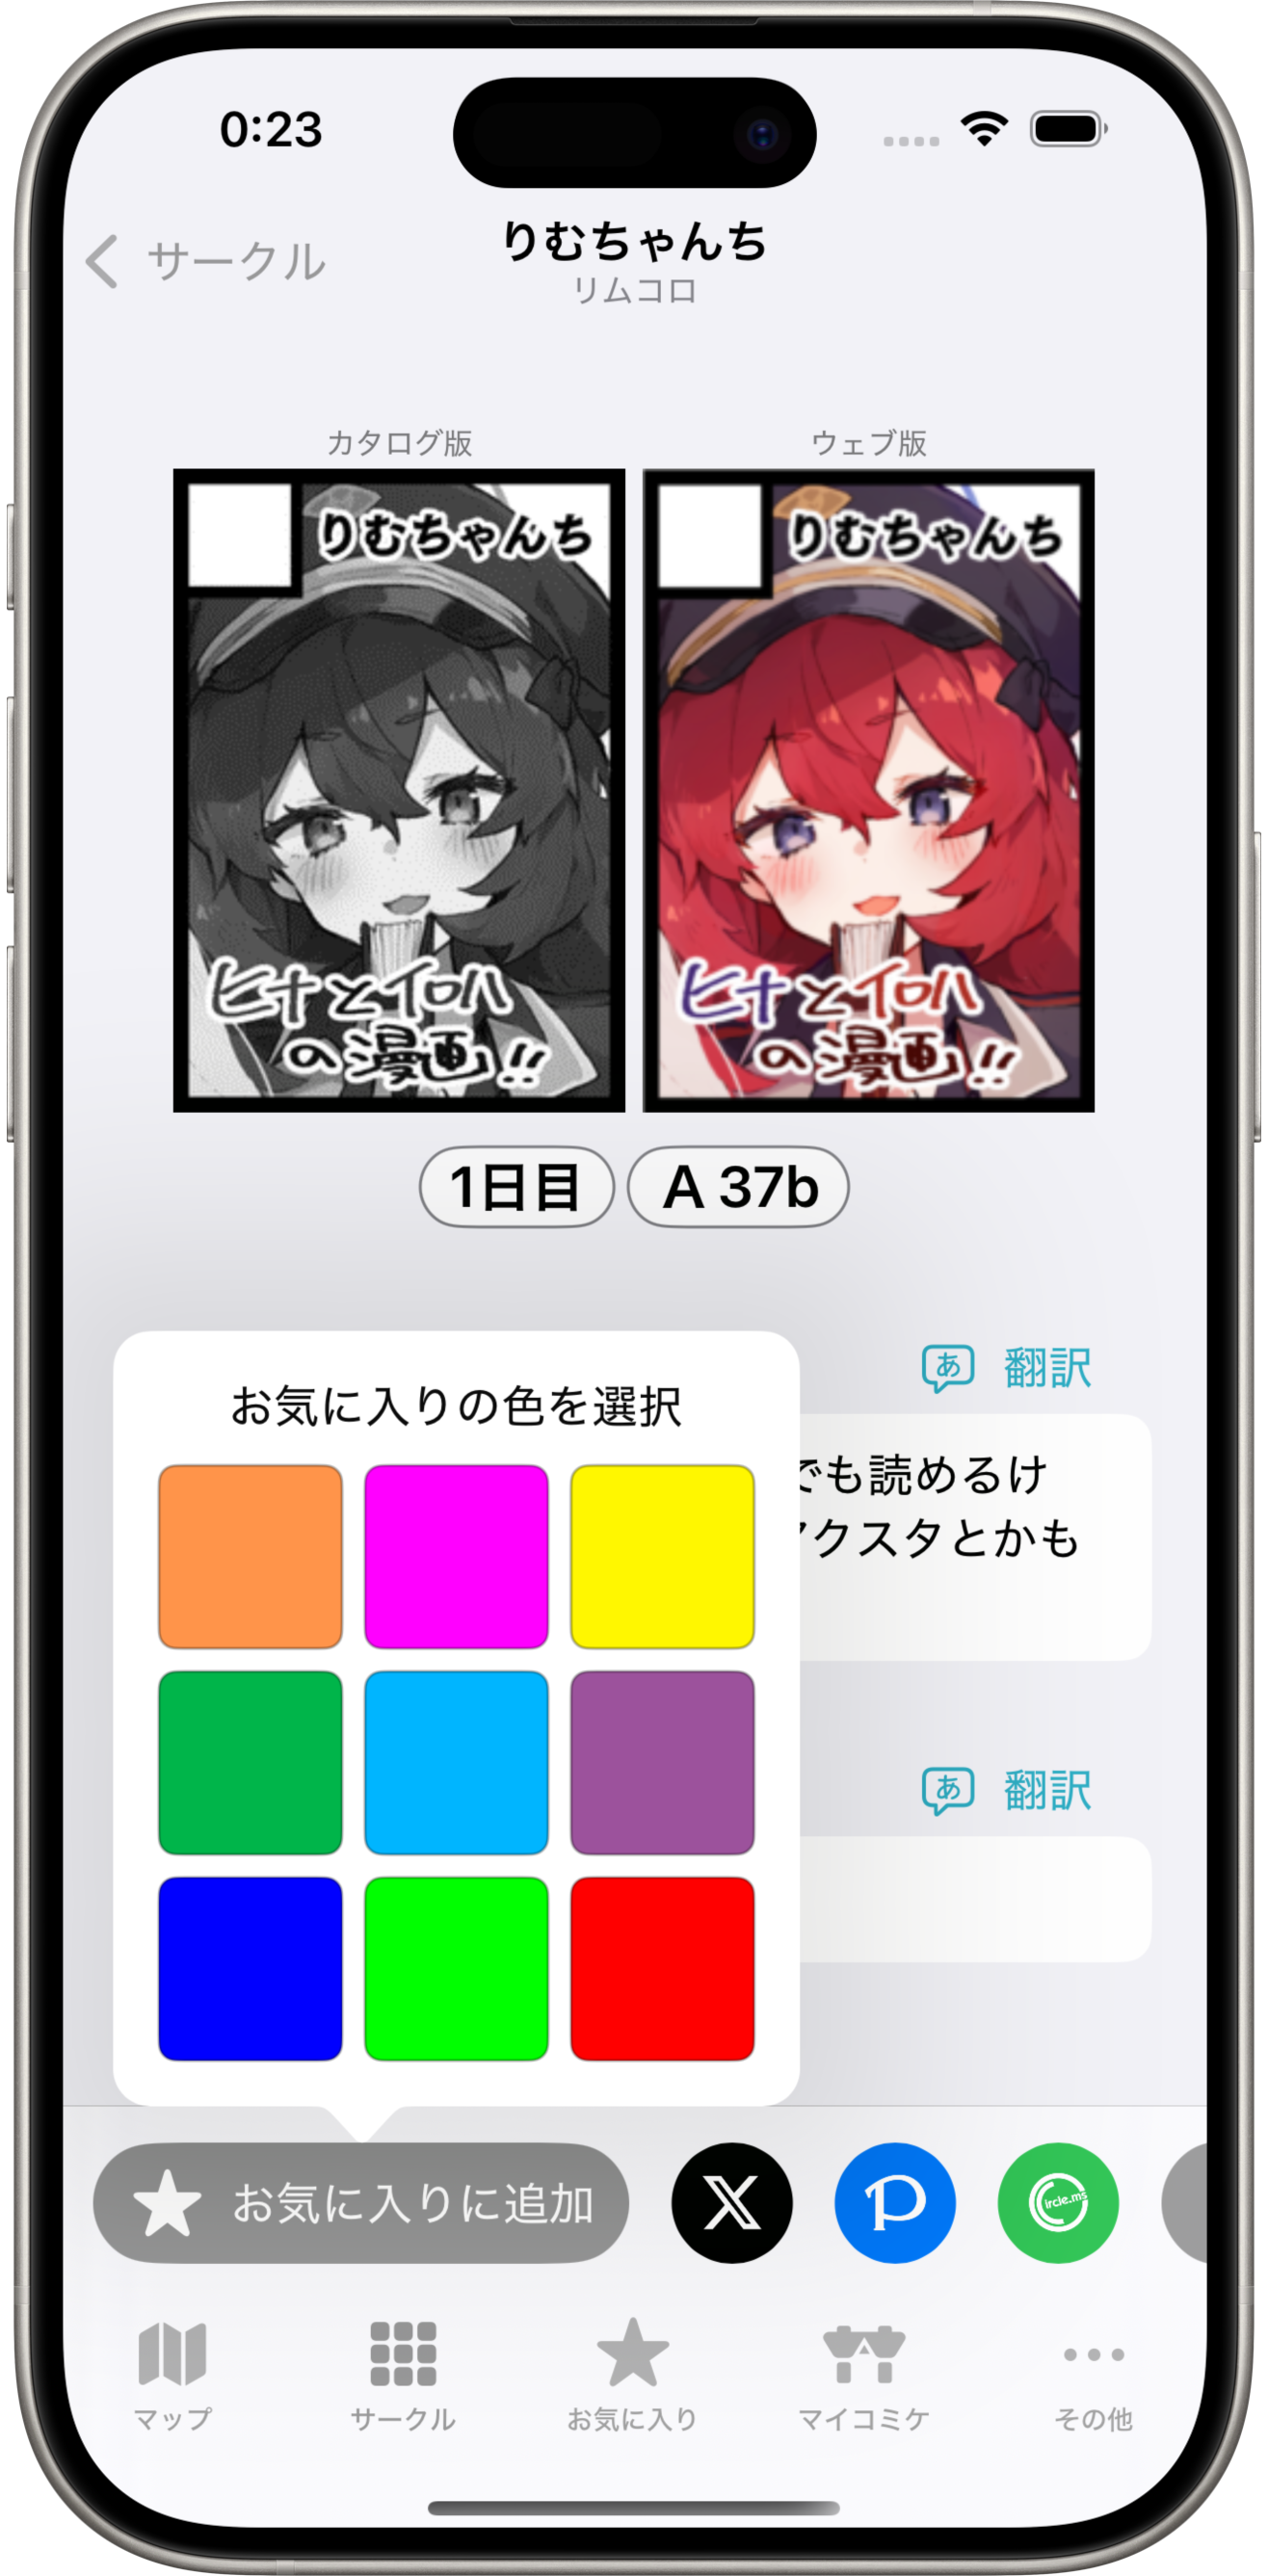 0:23
サークル
りむちゃんち
リムコロ
カタログ版
ウェブ版
りむちゃんち
ヒナとイロハ
の漫画!!
りむちゃんち
ヒナとイロハ
の漫画!!
1日目
A 37b
あ 翻訳
お気に入りの色を選択
でも読めるけ
アクスタとかも
あ 翻訳
お気に入りに追加
Circle.ms
マップ
サークル
お気に入り
マイコミケ
その他